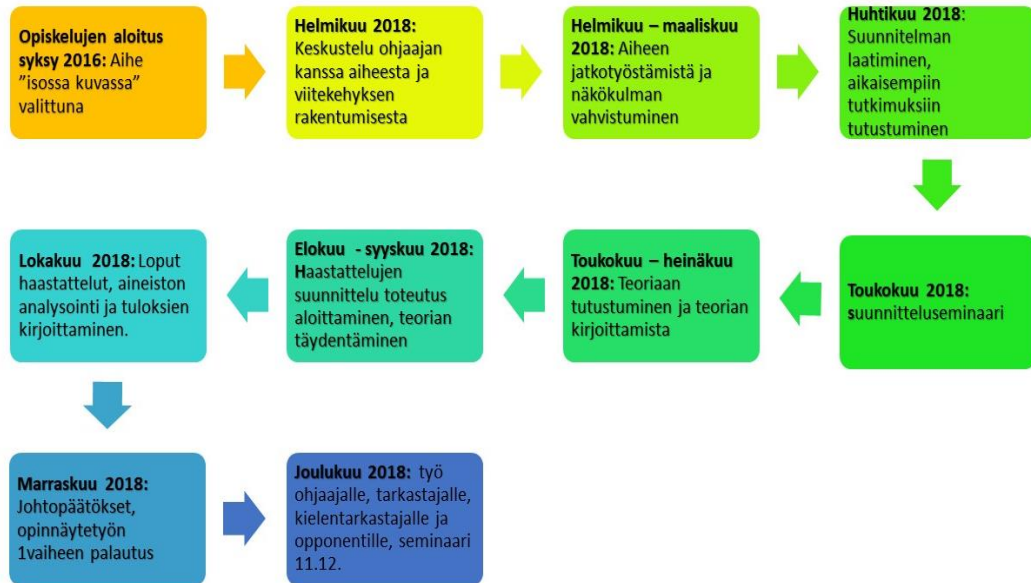 Opiskelujen aloitus
syksy 2016: Aihe
”isossa kuvassa”
valittuna
Helmikuu 2018:
Keskustelu ohjaajan
kanssa aiheesta ja
viitekehyksen
rakentumisesta
Helmikuu – maaliskuu
2018: Aiheen
jatkotyöstämistä ja
näkökulman
vahvistuminen
Huhtikuu 2018:
Suunnitelman
laatiminen,
aikaisempiin
tutkimuksiin
tutustuminen
Toukokuu 2018:
suunnitteluseminaari
Toukokuu – heinäkuu
2018: Teoriaan
tutustuminen ja teorian
kirjoittamista
Elokuu - syyskuu 2018:
Haastattelujen
suunnittelu toteutus
aloittaminen, teorian
täydentäminen
Lokakuu 2018: Loput
haastattelut, aineiston
analysointi ja tuloksien
kirjoittaminen.
Marraskuu 2018:
Johtopäätökset,
opinnäytetyön
1vaiheen palautus
Joulukuu 2018: työ
ohjaajalle, tarkastajalle,
kielentarkastajalle ja
opponentille, seminaari
11.12.